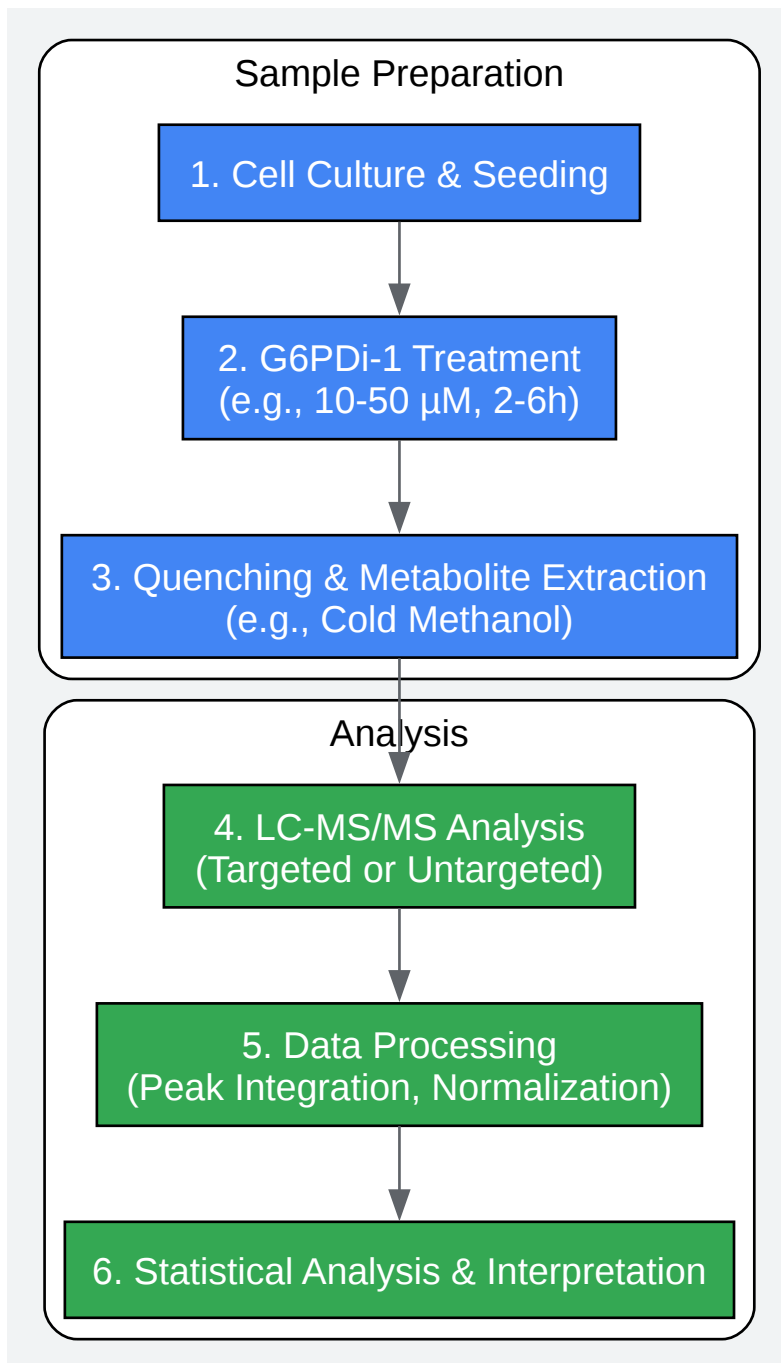 Sample Preparation
1. Cell Culture & Seeding
2. G6PDi-1 Treatment
(e.g., 10-50 µM, 2-6h)
3. Quenching & Metabolite Extraction
(e.g., Cold Methanol)
Analysis
4. LC-MS/MS Analysis
(Targeted or Untargeted)
5. Data Processing
(Peak Integration, Normalization)
6. Statistical Analysis & Interpretation